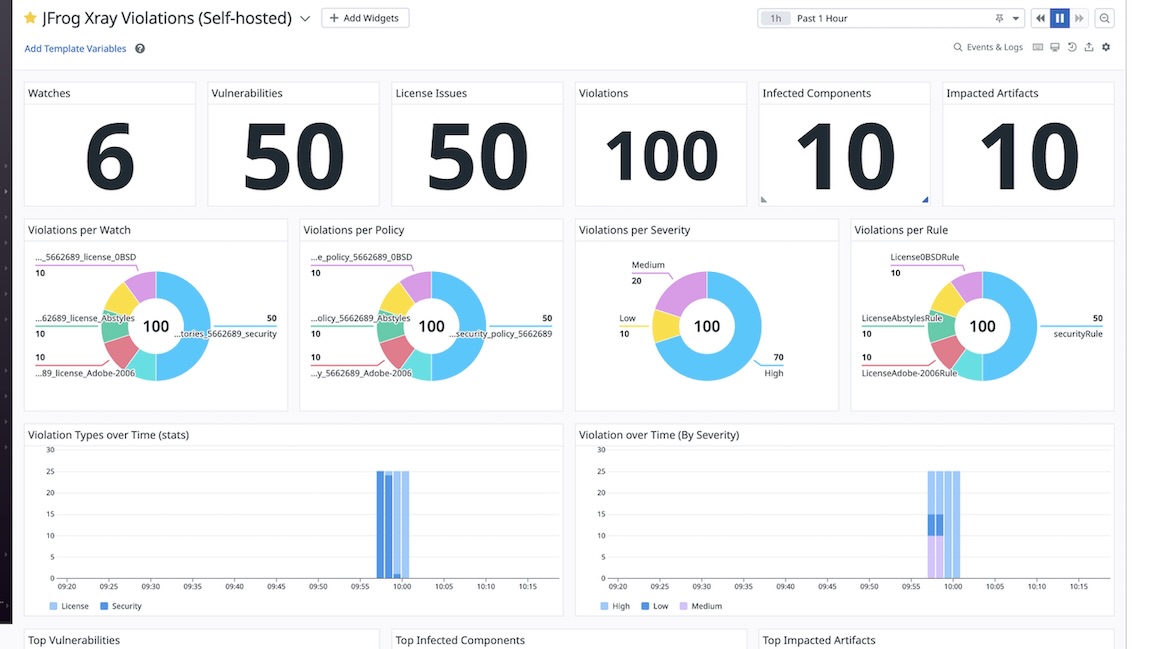 JFrog Xray Violations (Self-hosted)
+ Add Widgets
1h Past 1 Hour
Add Template Variables ?
Events & Logs
Watches
6
Vulnerabilities
50
License Issues
50
Violations
100
Infected Components
10
Impacted Artifacts
10
Violations per Watch
..._5662689_license_0BSD
10
...62689_license_Abstyles
10
10
...89_license_Adobe-2006
100
50
...tories_5662689_security
Violations per Policy
...e_policy_5662689_0BSD
10
...olicy_5662689_Abstyles
10
10
...y_5662689_Adobe-2006
100
50
...security_policy_5662689
Violations per Severity
Medium
20
Low
10
100
70
High
Violations per Rule
License0BSDRule
10
LicenseAbstylesRule
10
10
LicenseAdobe-2006Rule
100
50
securityRule
Violation Types over Time (stats)
30
25
20
15
10
5
0
09:20 09:25 09:30 09:35 09:40 09:45 09:50 09:55 10:00 10:05 10:10 10:15
License Security
Violation over Time (By Severity)
30
25
20
15
10
5
0
09:20 09:25 09:30 09:35 09:40 09:45 09:50 09:55 10:00 10:05 10:10 10:15
High Low Medium
Top Vulnerabilities
Top Infected Components
Top Impacted Artifacts